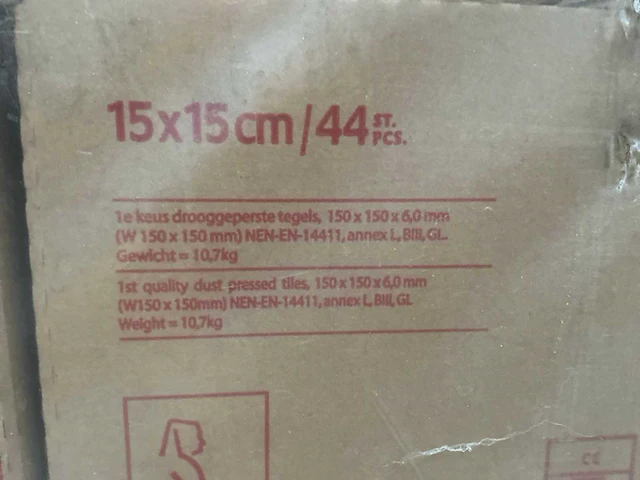 15x15cm/44 ST. PCS.
1e keus drooggeperste tegels, 150 x 150 x 6,0 mm
(W 150 x 150 mm) NEN-EN-14411, annex L, BIII, GL.
Gewicht = 10,7kg
1st quality dust pressed tiles, 150 x 150 x 6,0 mm
(W150 x 150mm) NEN-EN-14411, annex L, BIII, GL
Weight = 10,7kg
CE